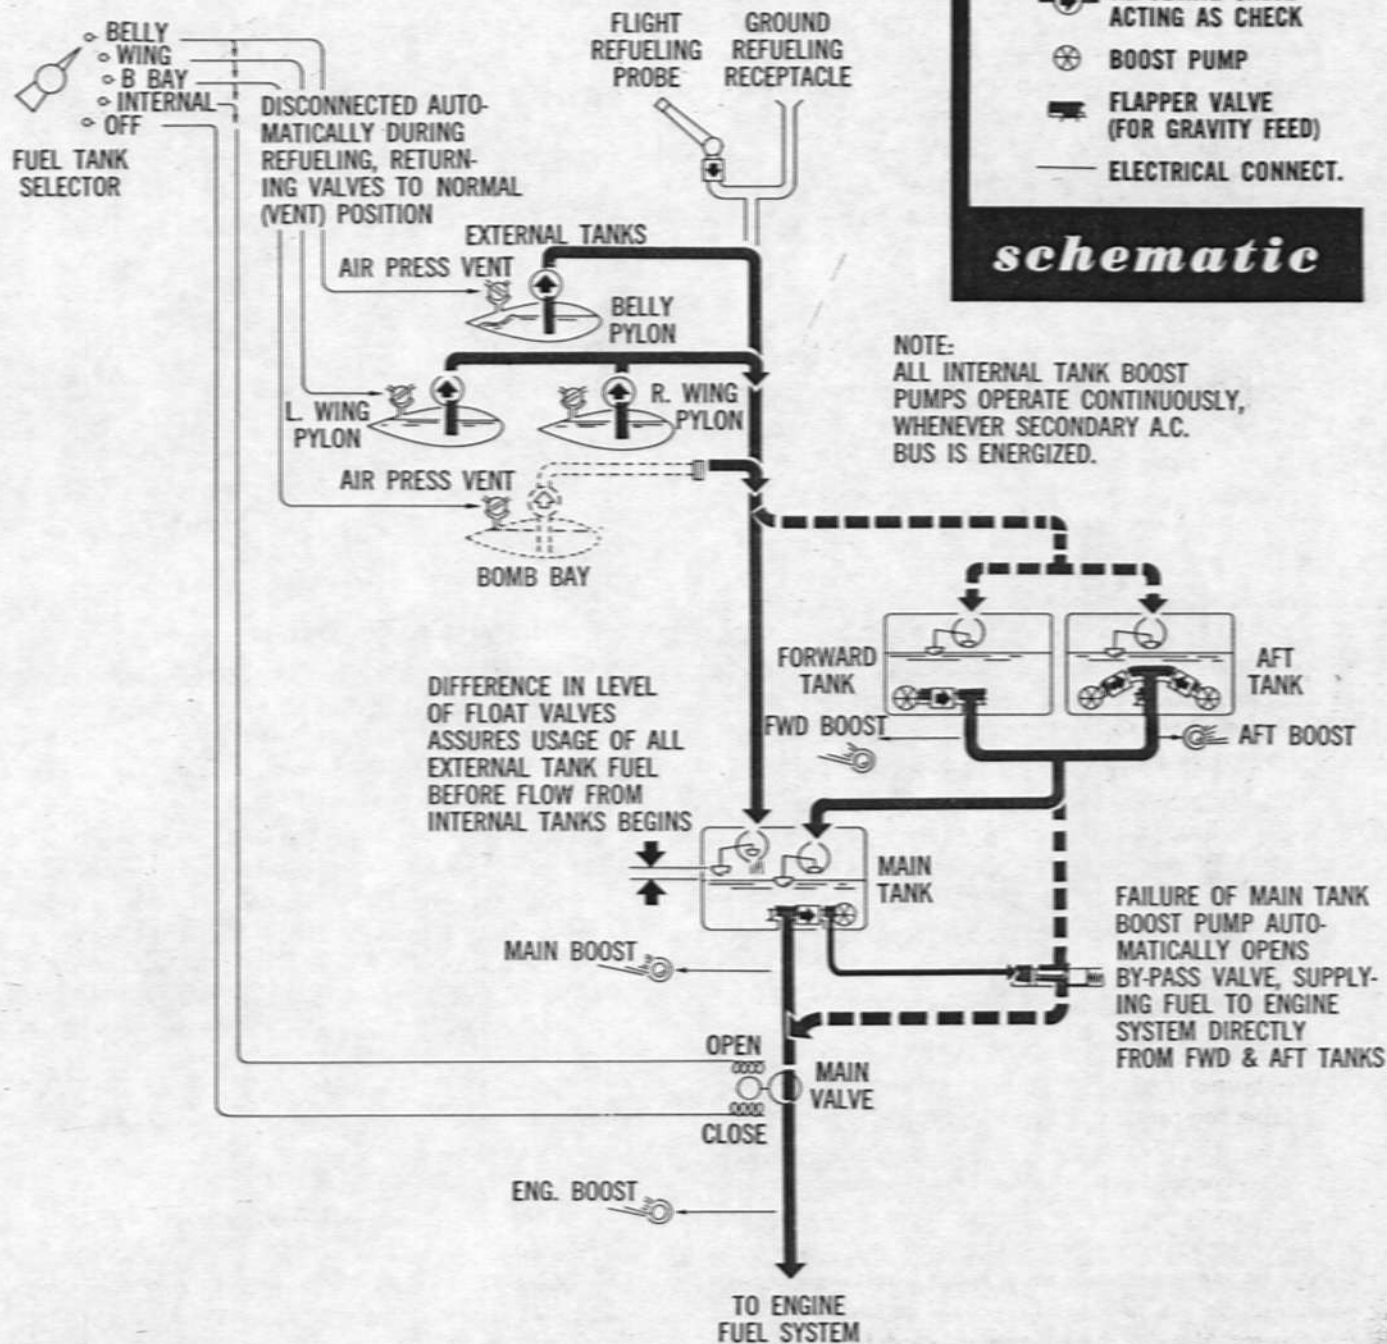 BELLY
WING
B BAY
INTERNAL
OFF
FUEL TANK
SELECTOR
DISCONNECTED AUTO-
MATICALLY DURING
REFUELING, RETURN-
ING VALVES TO NORMAL
(VENT) POSITION
FLIGHT
REFUELING
PROBE
GROUND
REFUELING
RECEPTACLE
ACTING AS CHECK
BOOST PUMP
FLAPPER VALVE
(FOR GRAVITY FEED)
ELECTRICAL CONNECT.
schematic
EXTERNAL TANKS
AIR PRESS VENT
BELLY
PYLON
L. WING
PYLON
R. WING
PYLON
AIR PRESS VENT
BOMB BAY
NOTE:
ALL INTERNAL TANK BOOST
PUMPS OPERATE CONTINUOUSLY,
WHENEVER SECONDARY A.C.
BUS IS ENERGIZED.
FORWARD
TANK
AFT
TANK
FWD BOOST
AFT BOOST
DIFFERENCE IN LEVEL
OF FLOAT VALVES
ASSURES USAGE OF ALL
EXTERNAL TANK FUEL
BEFORE FLOW FROM
INTERNAL TANKS BEGINS
MAIN
TANK
MAIN BOOST
FAILURE OF MAIN TANK
BOOST PUMP AUTO-
MATICALLY OPENS
BY-PASS VALVE, SUPPLY-
ING FUEL TO ENGINE
SYSTEM DIRECTLY
FROM FWD & AFT TANKS
OPEN
MAIN
VALVE
CLOSE
ENG. BOOST
TO ENGINE
FUEL SYSTEM